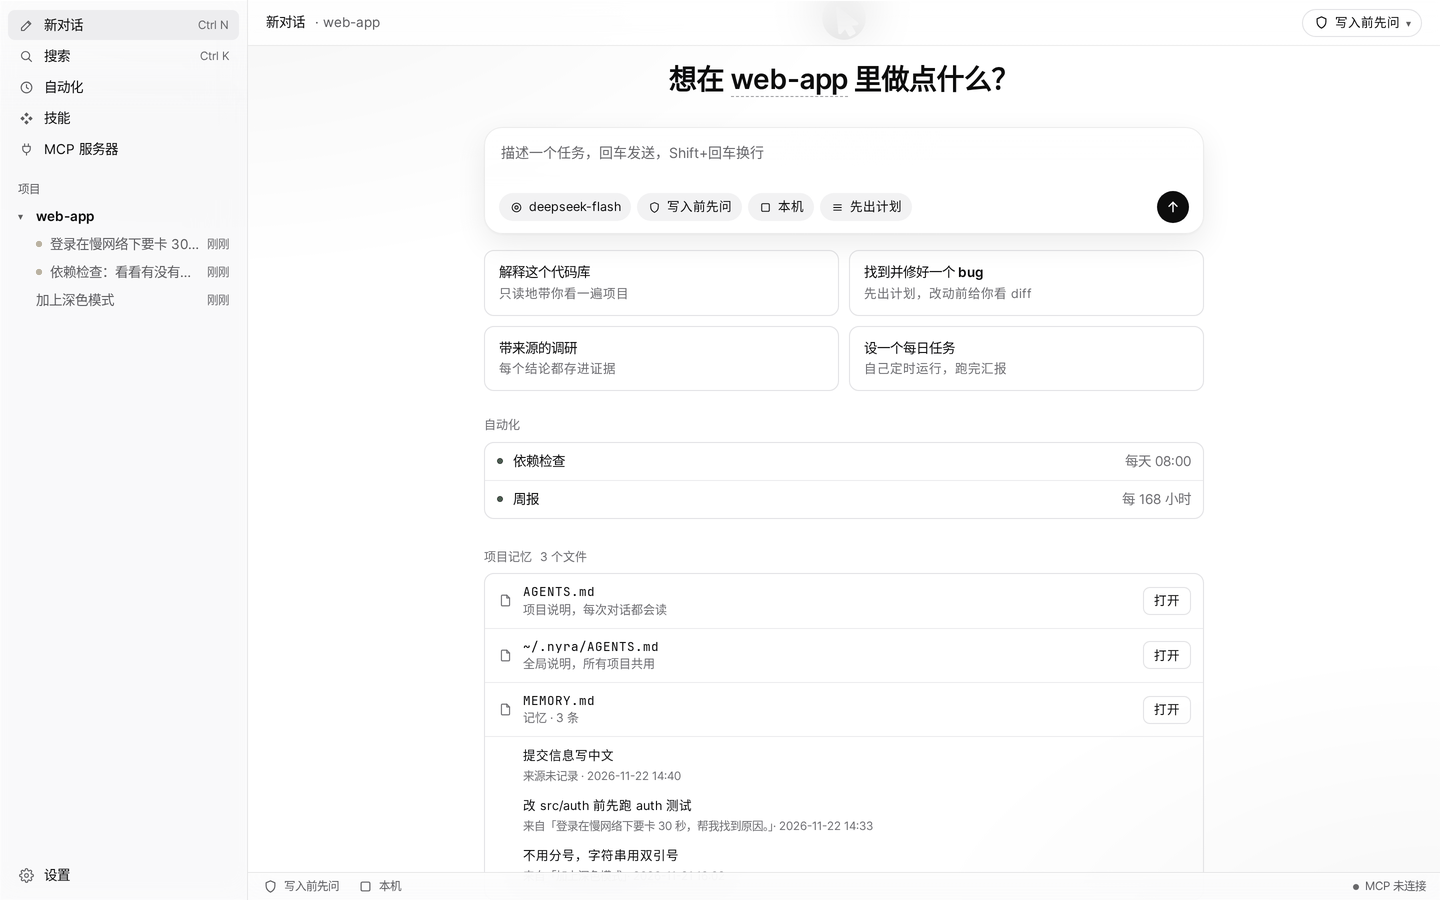 新对话 Ctrl N
搜索 Ctrl K
自动化
技能
MCP 服务器
项目
web-app
登录在慢网络下要卡 30... 刚刚
依赖检查：看看有没有... 刚刚
加上深色模式 刚刚
设置
新对话 · web-app
写入前先问
想在 web-app 里做点什么？
描述一个任务，回车发送，Shift+回车换行
deepseek-flash 写入前先问 本机 先出计划
解释这个代码库
只读地带你看一遍项目
找到并修好一个 bug
先出计划，改动前给你看 diff
带来源的调研
每个结论都存进证据
设一个每日任务
自己定时运行，跑完汇报
自动化
依赖检查 每天 08:00
周报 每 168 小时
项目记忆 3 个文件
AGENTS.md
项目说明，每次对话都会读
打开
~/.nyra/AGENTS.md
全局说明，所有项目共用
打开
MEMORY.md
记忆 · 3 条
打开
提交信息写中文
来源未记录 · 2026-11-22 14:40
改 src/auth 前先跑 auth 测试
来自「登录在慢网络下要卡 30 秒，帮我找到原因。」· 2026-11-22 14:33
不用分号，字符串用双引号
写入前先问 本机
MCP 未连接